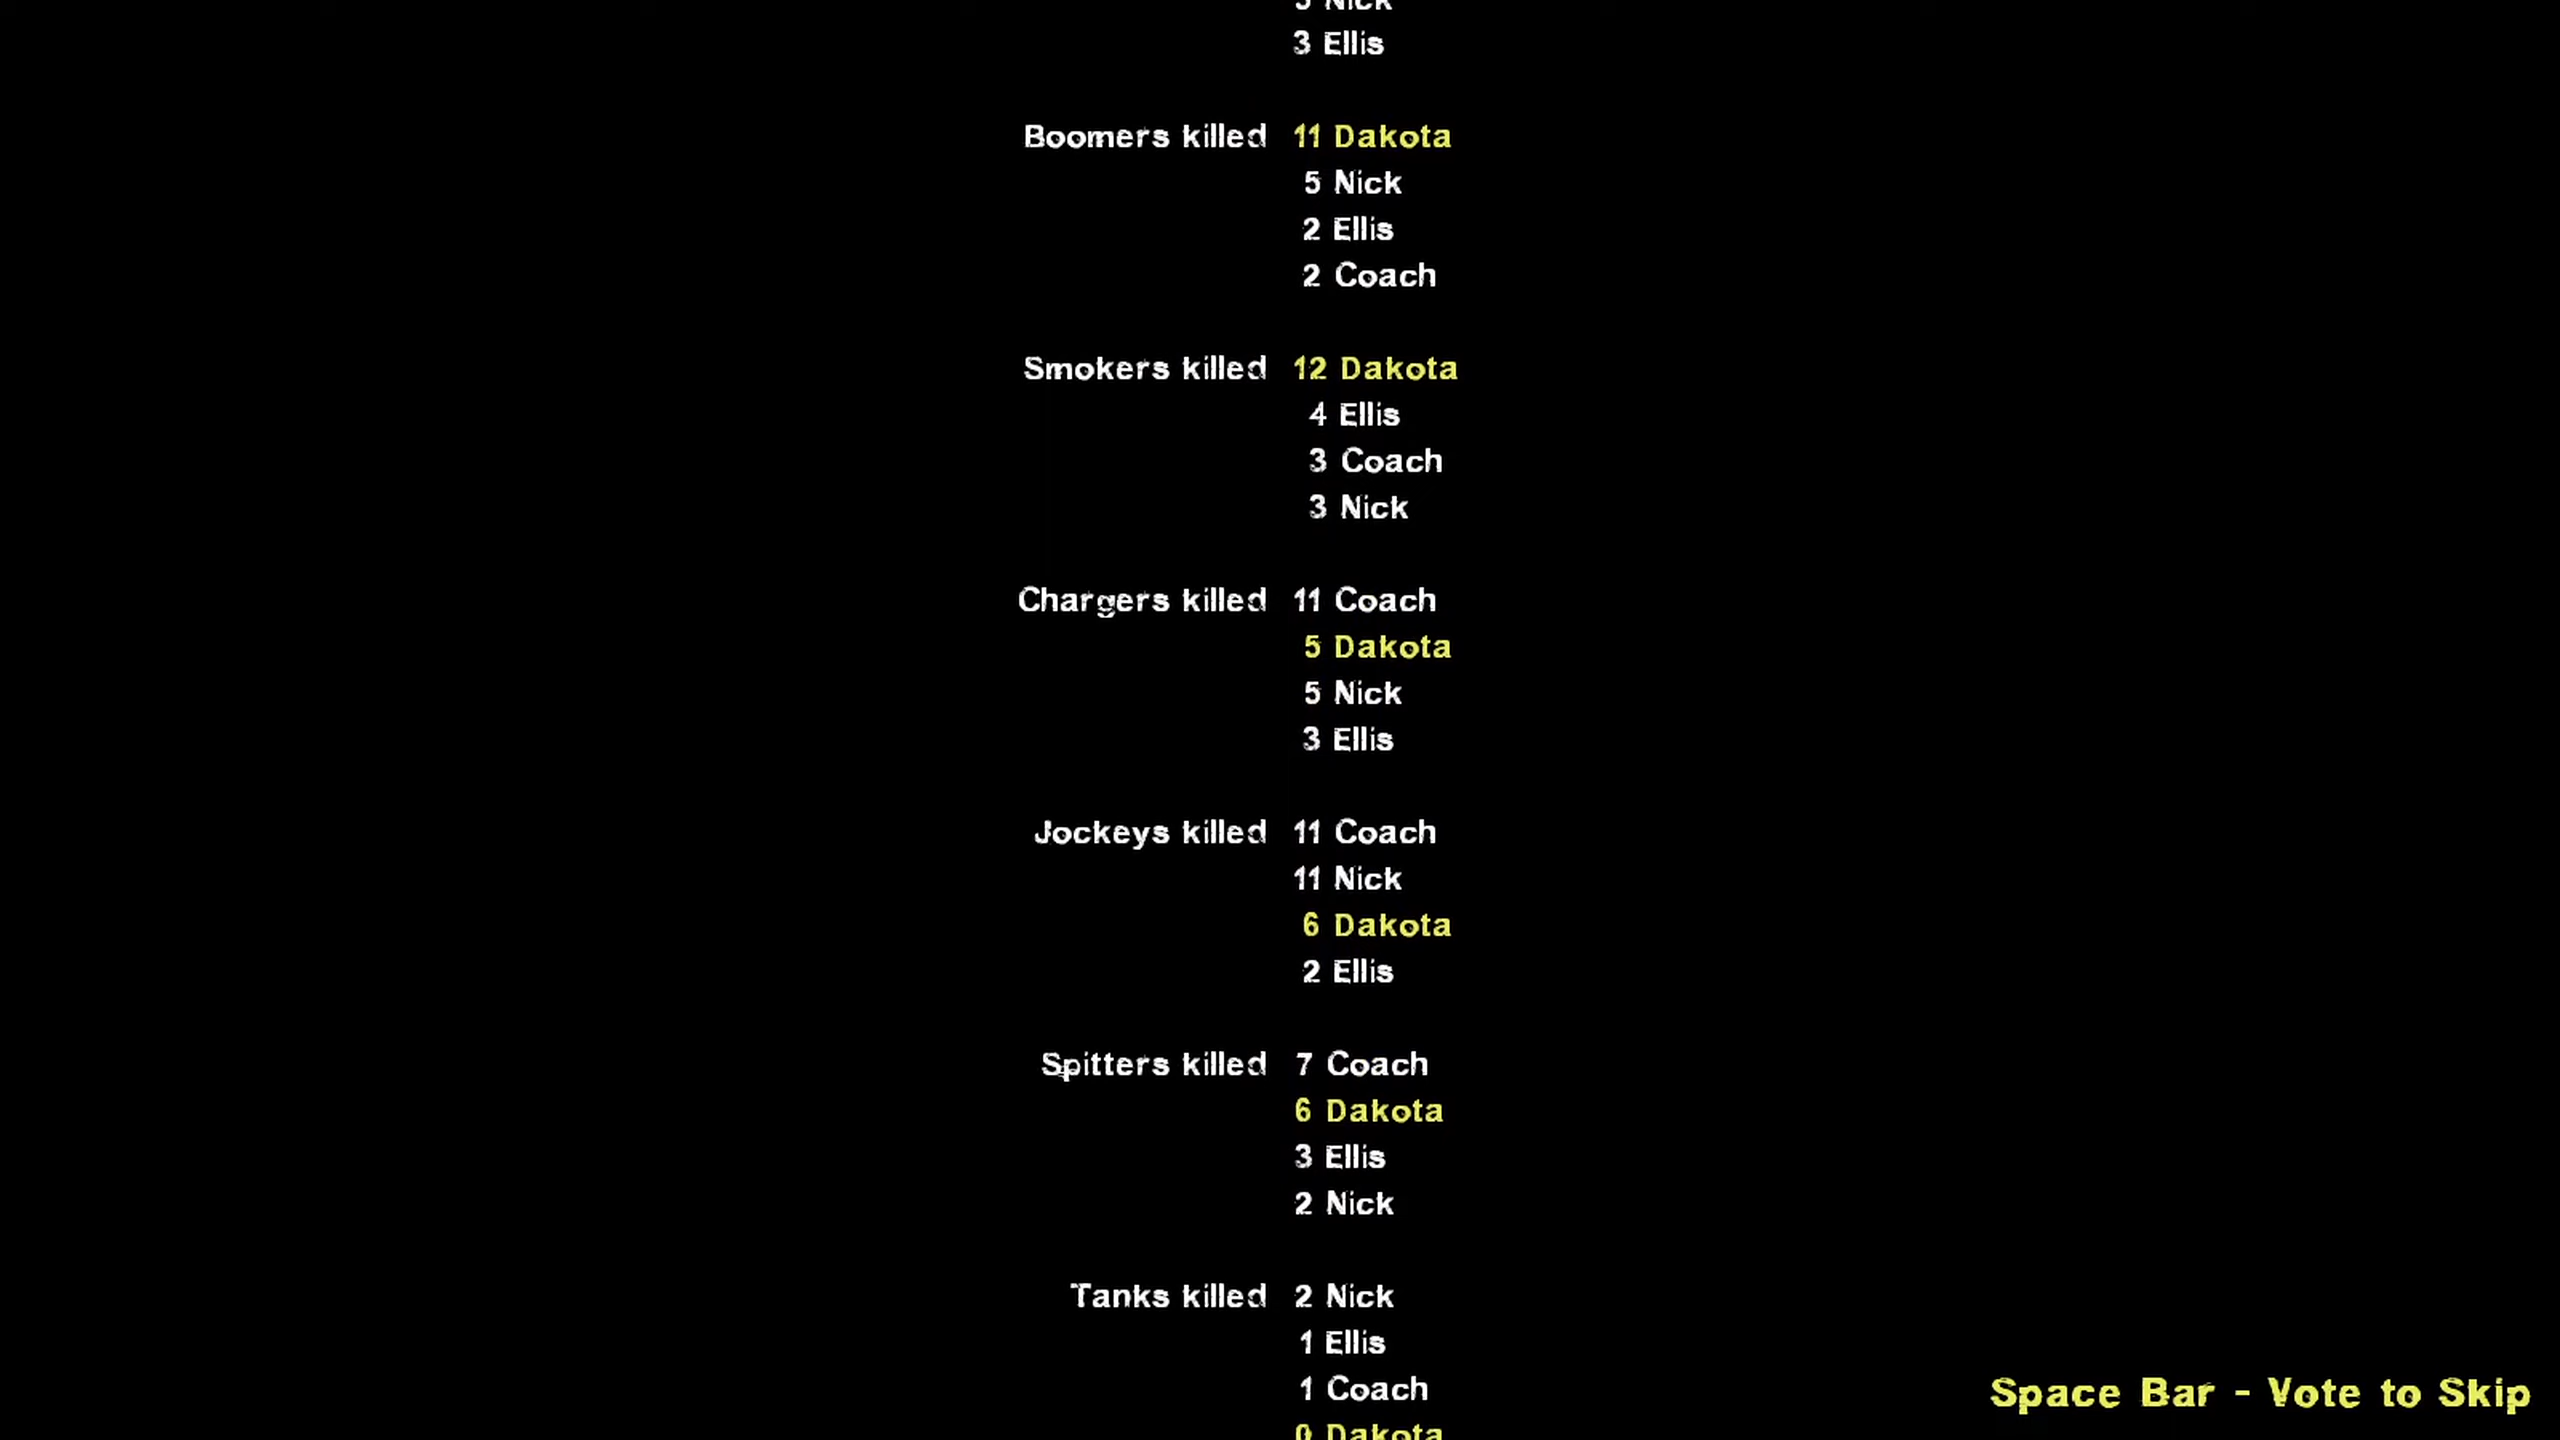 3 Ellis
Boomers killed 11 Dakota
5 Nick
2 Ellis
2 Coach
Smokers killed 12 Dakota
4 Ellis
3 Coach
3 Nick
Chargers killed 11 Coach
5 Dakota
5 Nick
3 Ellis
Jockeys killed 11 Coach
11 Nick
6 Dakota
2 Ellis
Spitters killed 7 Coach
6 Dakota
3 Ellis
2 Nick
Tanks killed 2 Nick
1 Ellis
1 Coach
0 Dakota
Space Bar - Vote to Skip